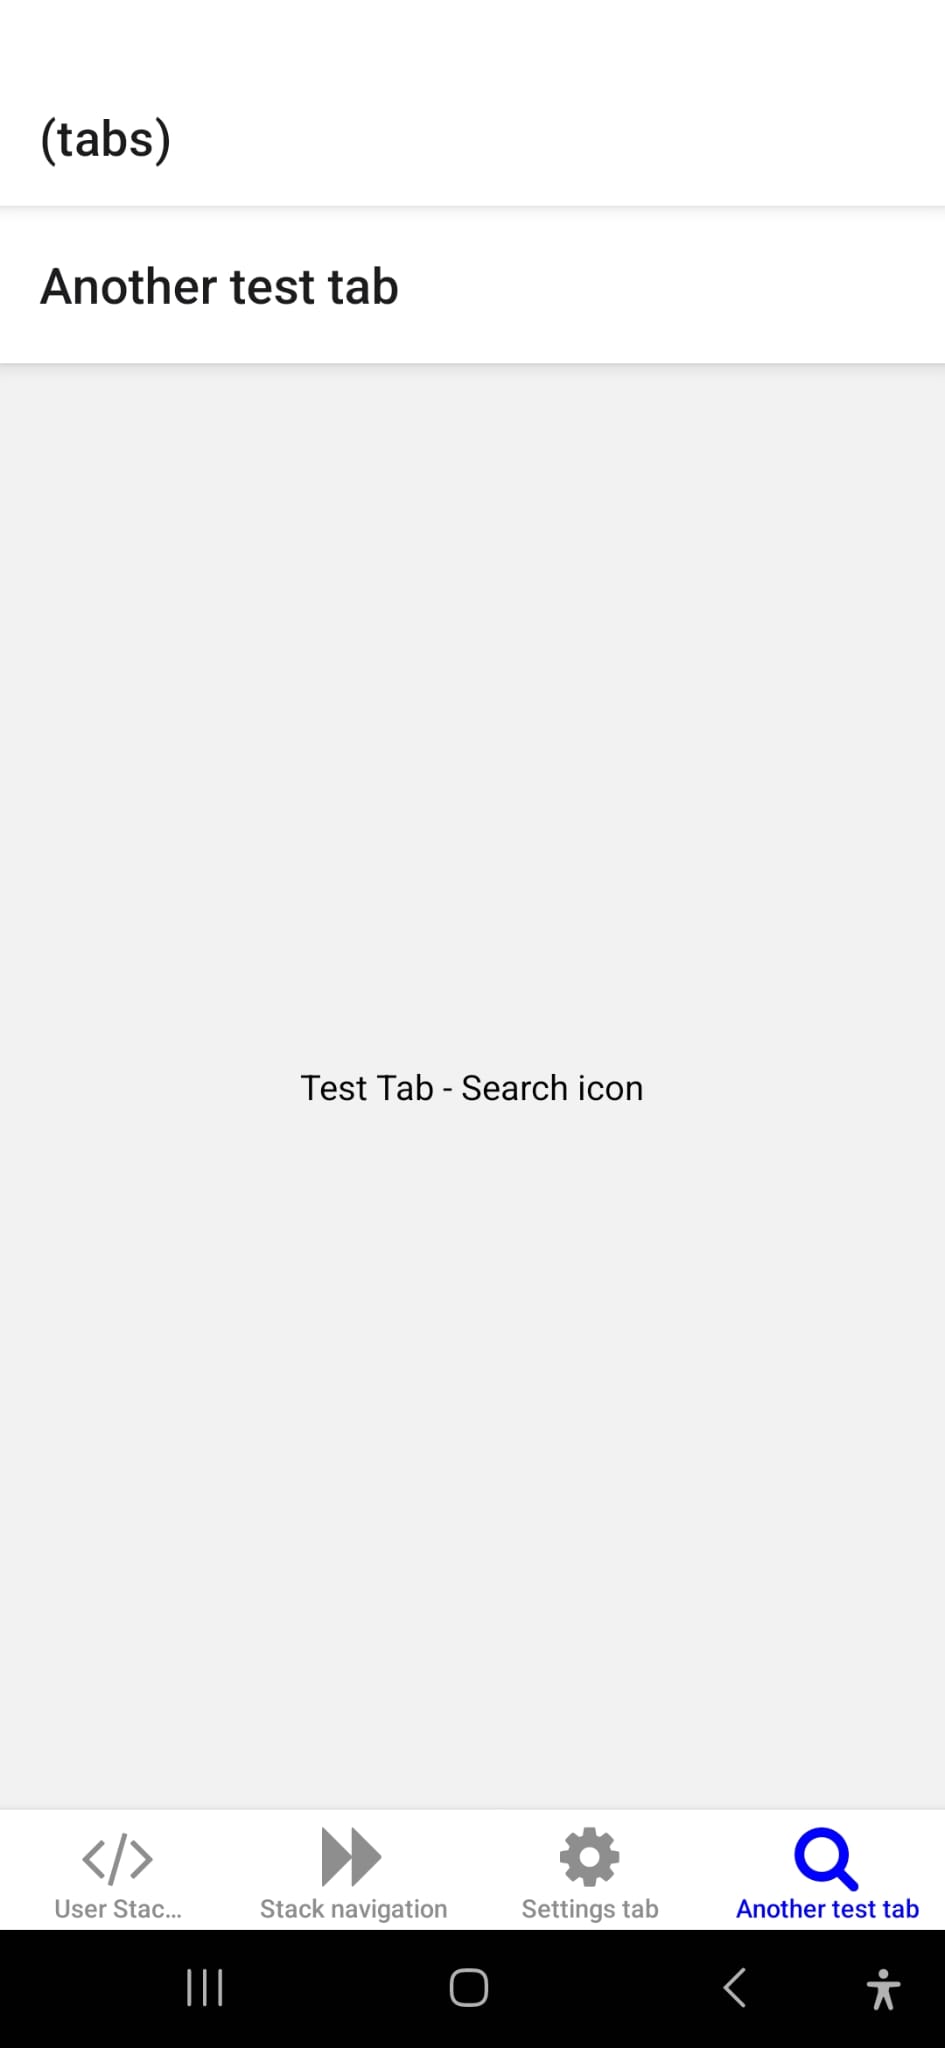 (tabs)
Another test tab
Test Tab - Search icon
User Stac...
Stack navigation
Settings tab
Another test tab